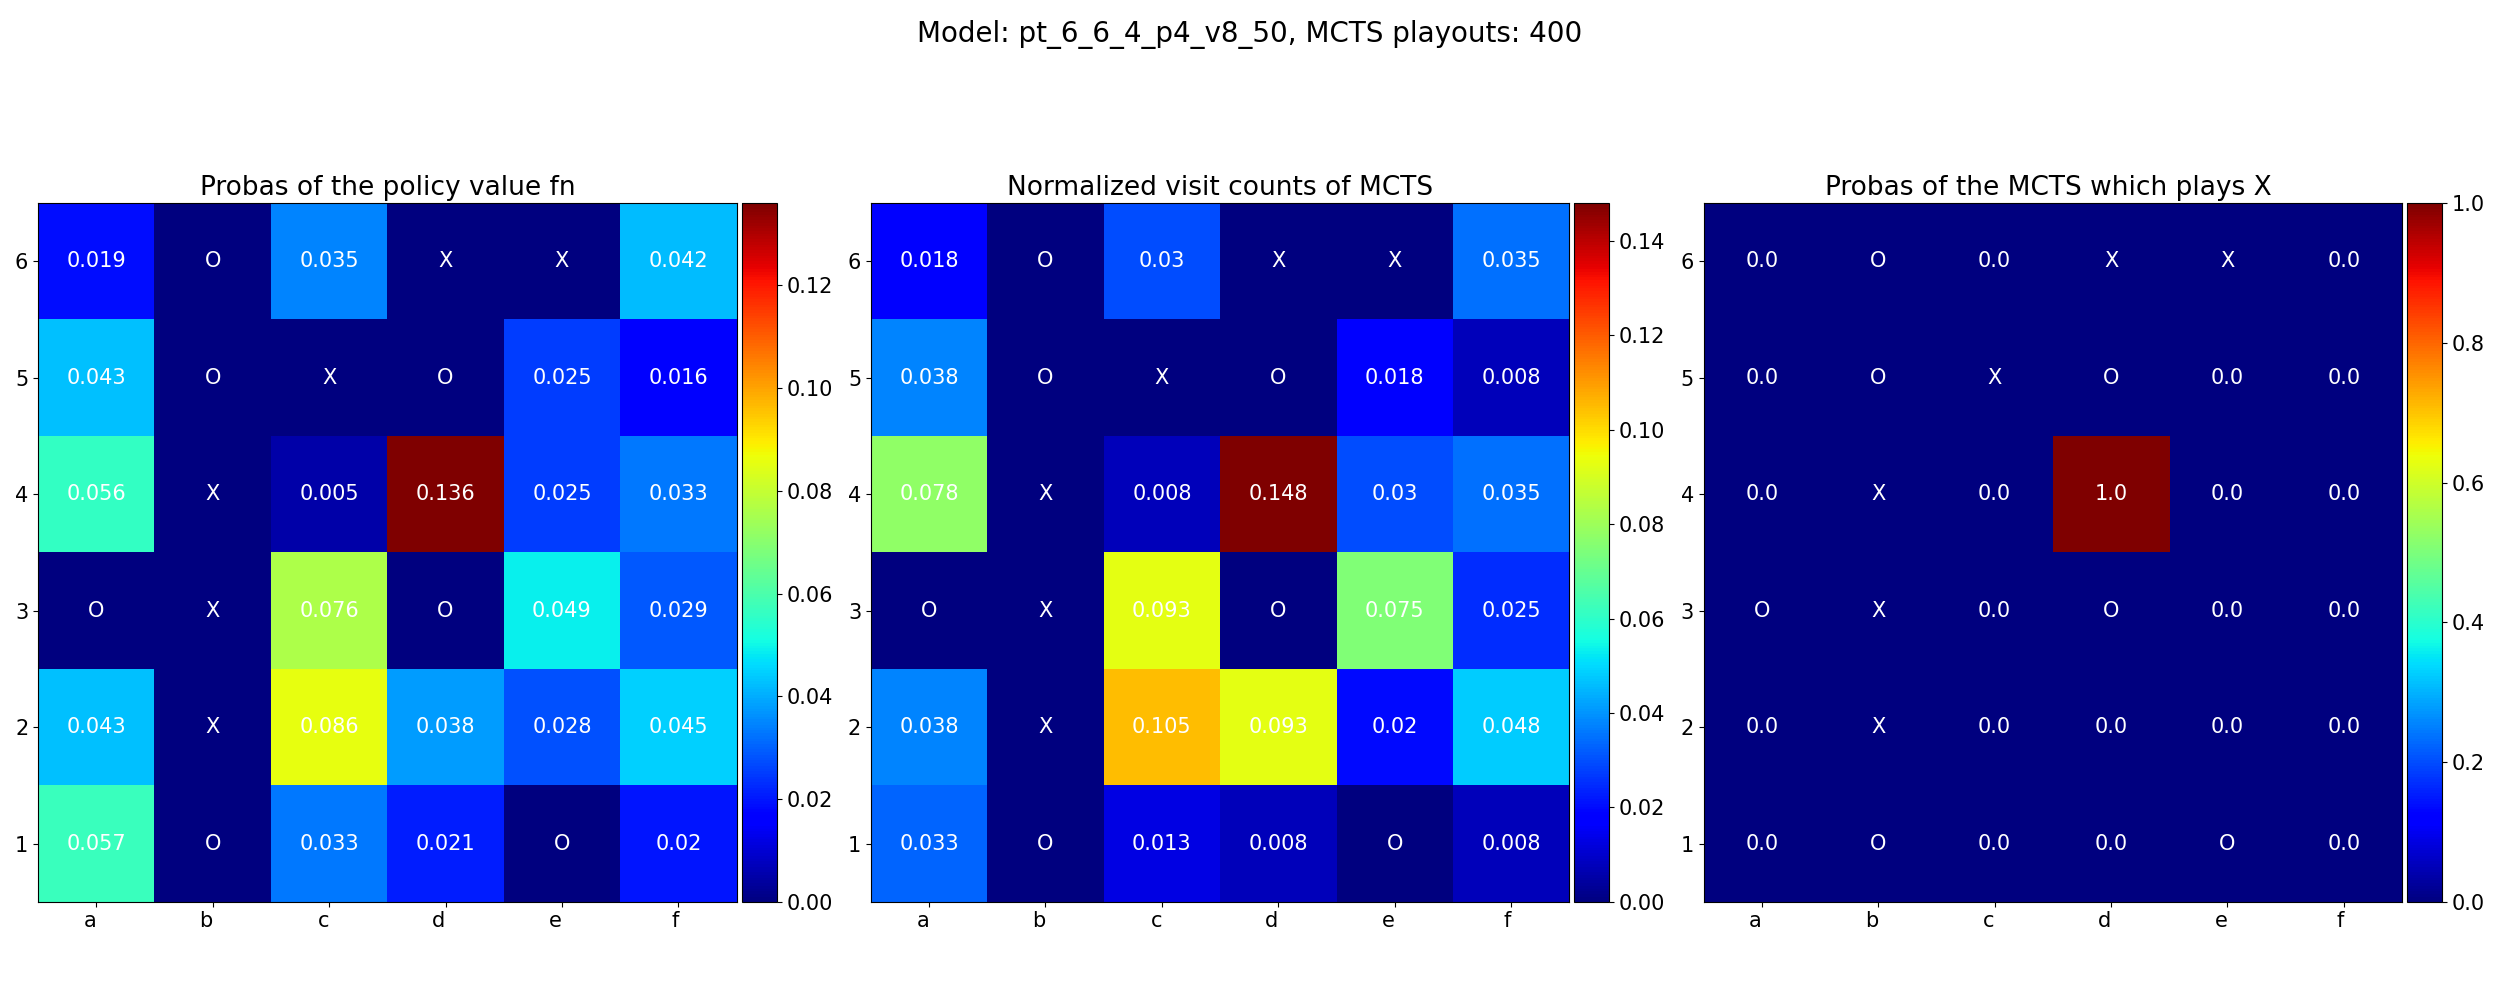 Model: pt_6_6_4_p4_v8_50, MCTS playouts: 400
Probas of the policy value fn
6 0.019 O 0.035 X X 0.042
5 0.043 O X O 0.025 0.016
4 0.056 X 0.005 0.136 0.025 0.033
3 O X 0.076 O 0.049 0.029
2 0.043 X 0.086 0.038 0.028 0.045
1 0.057 O 0.033 0.021 O 0.02
a b c d e f
0.12
0.10
0.08
0.06
0.04
0.02
0.00
Normalized visit counts of MCTS
6 0.018 O 0.03 X X 0.035
5 0.038 O X O 0.018 0.008
4 0.078 X 0.008 0.148 0.03 0.035
3 O X 0.093 O 0.075 0.025
2 0.038 X 0.105 0.093 0.02 0.048
1 0.033 O 0.013 0.008 O 0.008
a b c d e f
0.14
0.12
0.10
0.08
0.06
0.04
0.02
0.00
Probas of the MCTS which plays X
6 0.0 O 0.0 X X 0.0
5 0.0 O X O 0.0 0.0
4 0.0 X 0.0 1.0 0.0 0.0
3 O X 0.0 O 0.0 0.0
2 0.0 X 0.0 0.0 0.0 0.0
1 0.0 O 0.0 0.0 O 0.0
a b c d e f
1.0
0.8
0.6
0.4
0.2
0.0